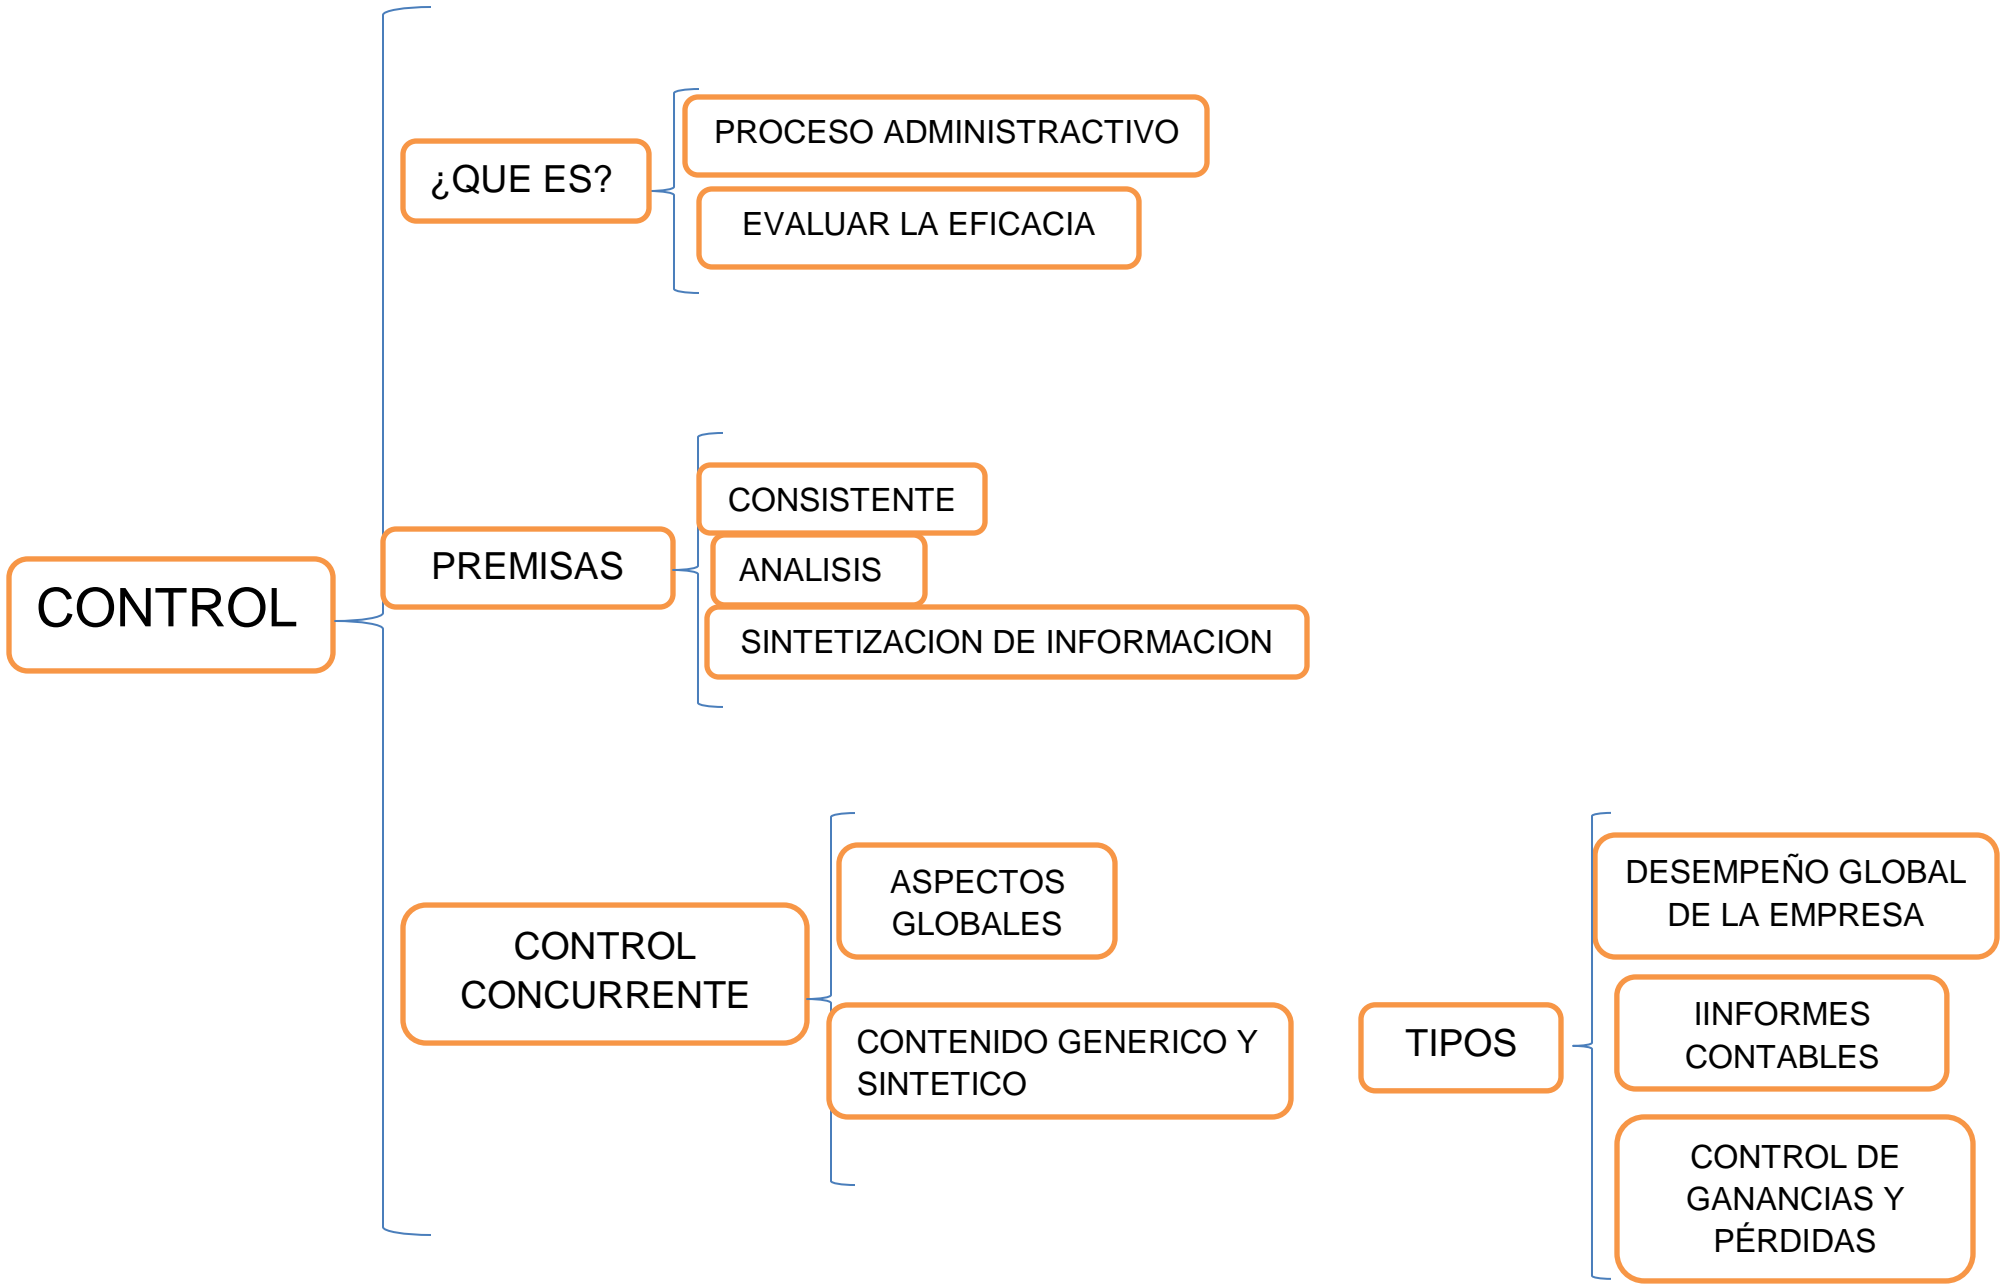 CONTROL
¿QUE ES?
PROCESO ADMINISTRACTIVO
EVALUAR LA EFICACIA
PREMISAS
CONSISTENTE
ANALISIS
SINTETIZACION DE INFORMACION
CONTROL
CONCURRENTE
ASPECTOS
GLOBALES
CONTENIDO GENERICO Y
SINTETICO
TIPOS
DESEMPEÑO GLOBAL
DE LA EMPRESA
IINFORMES
CONTABLES
CONTROL DE
GANANCIAS Y
PÉRDIDAS